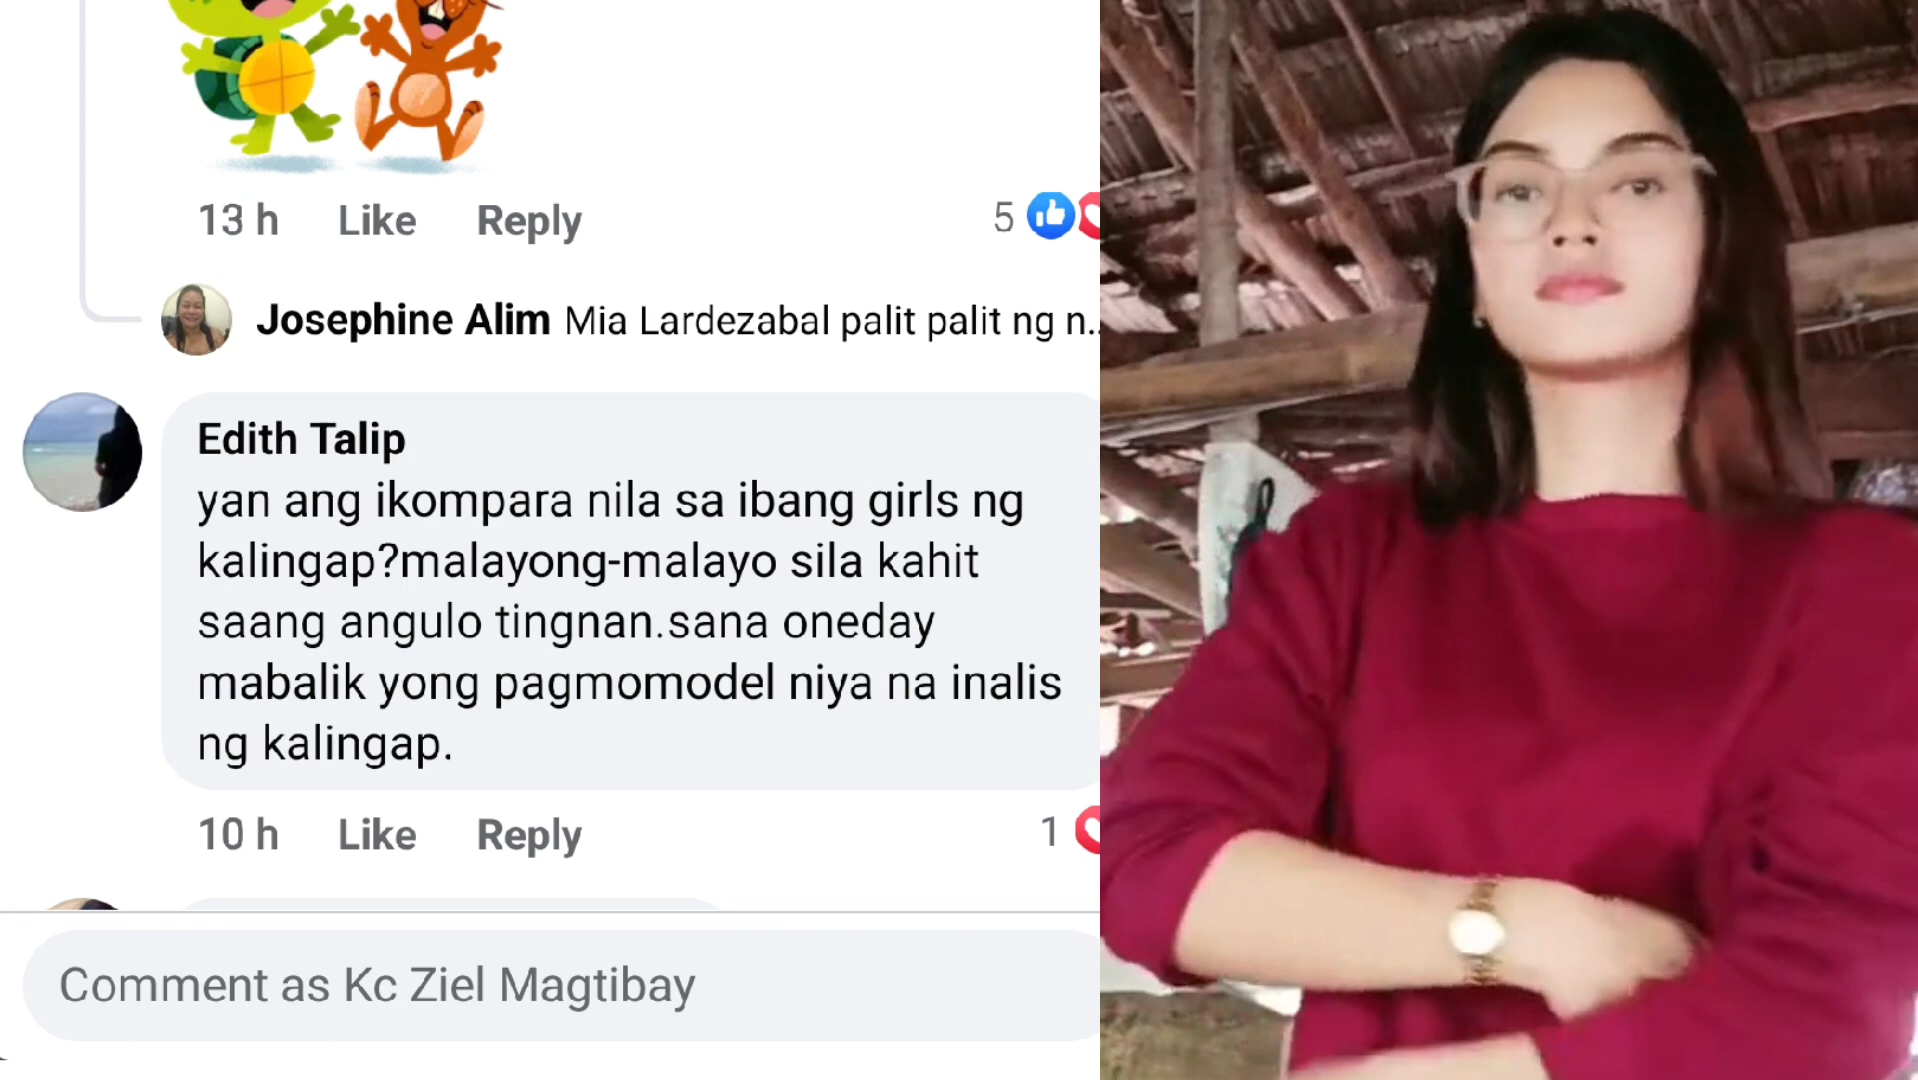 13 h Like Reply 5
Josephine Alim Mia Lardezabal palit palit ng n..
Edith Talip
yan ang ikompara nila sa ibang girls ng
kalingap?malayong-malayo sila kahit
saang angulo tingnan.sana oneday
mabalik yong pagmomodel niya na inalis
ng kalingap.
10 h Like Reply 1
Comment as Kc Ziel Magtibay